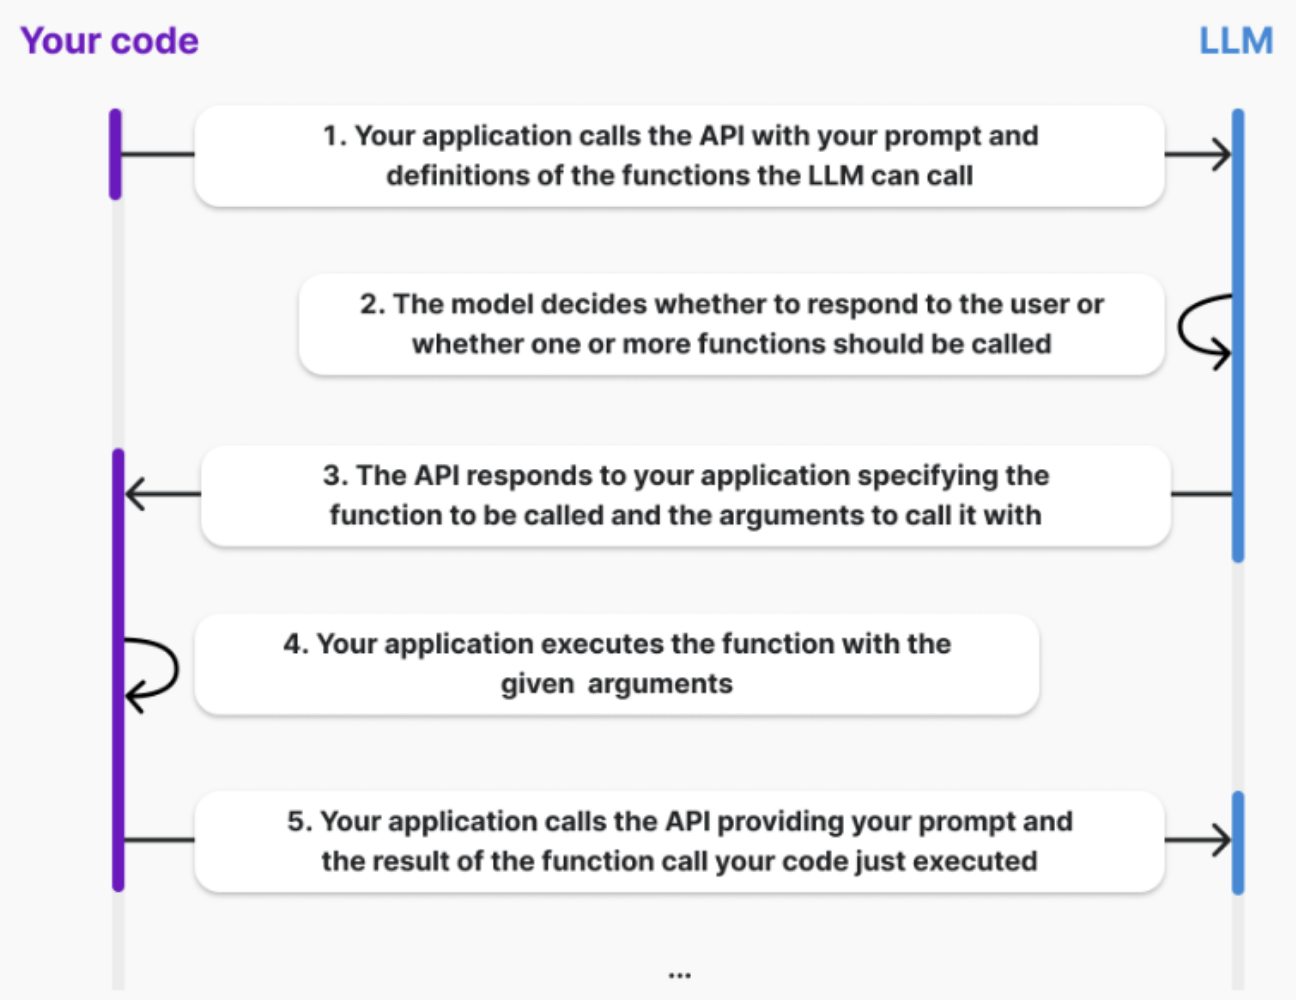 Your code
LLM
1. Your application calls the API with your prompt and
definitions of the functions the LLM can call
2. The model decides whether to respond to the user or
whether one or more functions should be called
3. The API responds to your application specifying the
function to be called and the arguments to call it with
4. Your application executes the function with the
given  arguments
5. Your application calls the API providing your prompt and
the result of the function call your code just executed
...